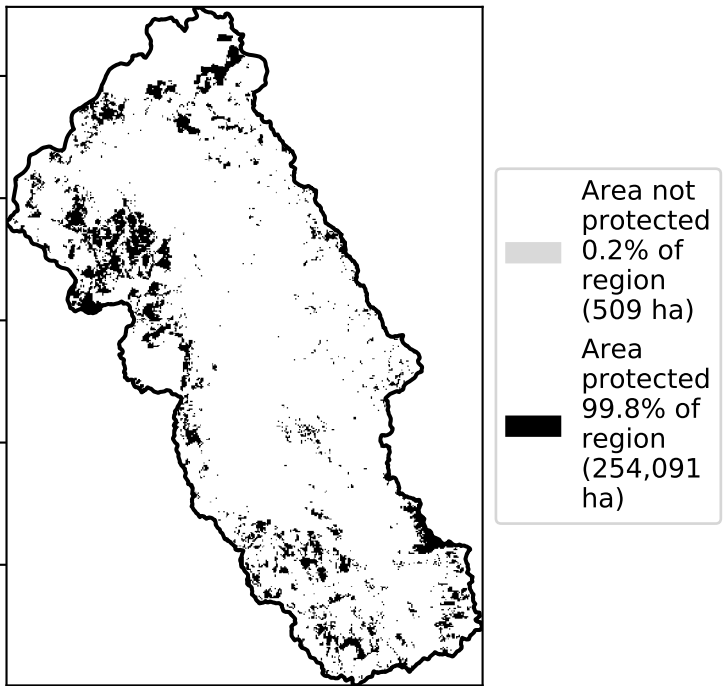 Area not
protected
0.2% of
region
(509 ha)
Area
protected
99.8% of
region
(254,091
ha)